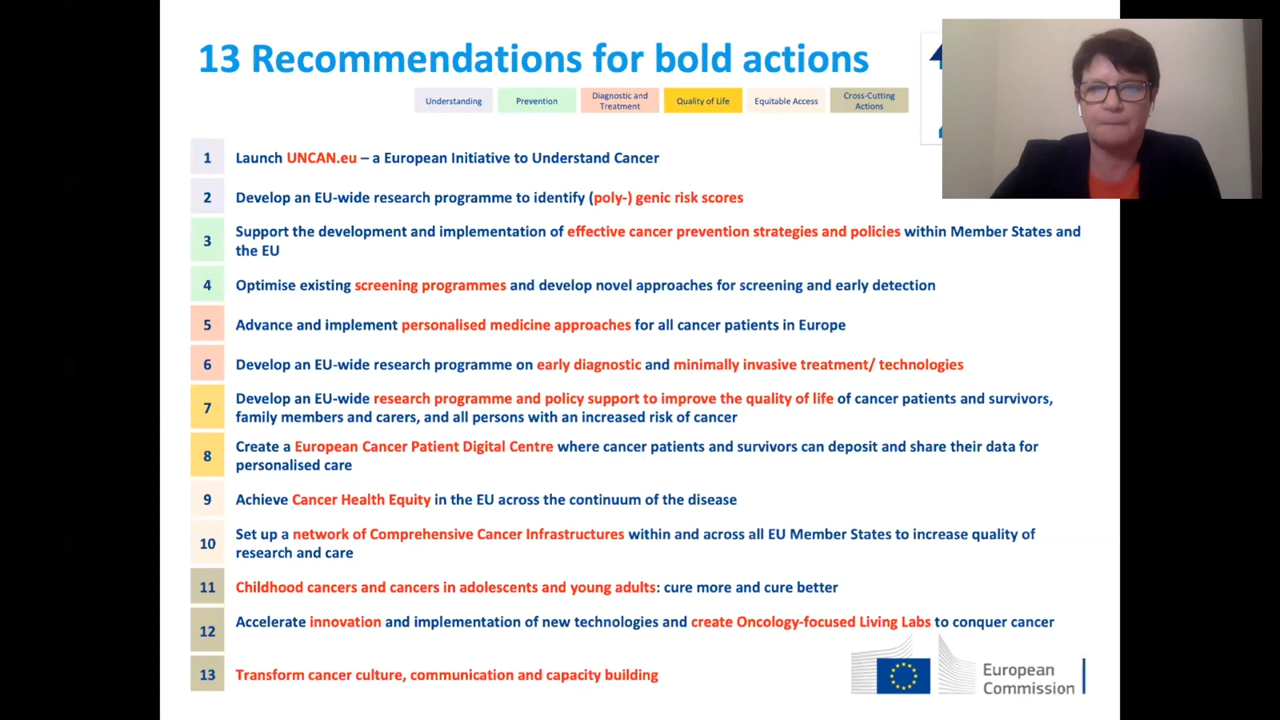 13 Recommendations for bold actions
Understanding
Prevention
Diagnostic and
Treatment
Quality of Life
Equitable Access
Cross-Cutting
Actions
1 Launch UNCAN.eu – a European Initiative to Understand Cancer
2 Develop an EU-wide research programme to identify (poly-) genic risk scores
3 Support the development and implementation of effective cancer prevention strategies and policies within Member States and
the EU
4 Optimise existing screening programmes and develop novel approaches for screening and early detection
5 Advance and implement personalised medicine approaches for all cancer patients in Europe
6 Develop an EU-wide research programme on early diagnostic and minimally invasive treatment/ technologies
7 Develop an EU-wide research programme and policy support to improve the quality of life of cancer patients and survivors,
family members and carers, and all persons with an increased risk of cancer
8 Create a European Cancer Patient Digital Centre where cancer patients and survivors can deposit and share their data for
personalised care
9 Achieve Cancer Health Equity in the EU across the continuum of the disease
10 Set up a network of Comprehensive Cancer Infrastructures within and across all EU Member States to increase quality of
research and care
11 Childhood cancers and cancers in adolescents and young adults: cure more and cure better
12 Accelerate innovation and implementation of new technologies and create Oncology-focused Living Labs to conquer cancer
13 Transform cancer culture, communication and capacity building
European
Commission